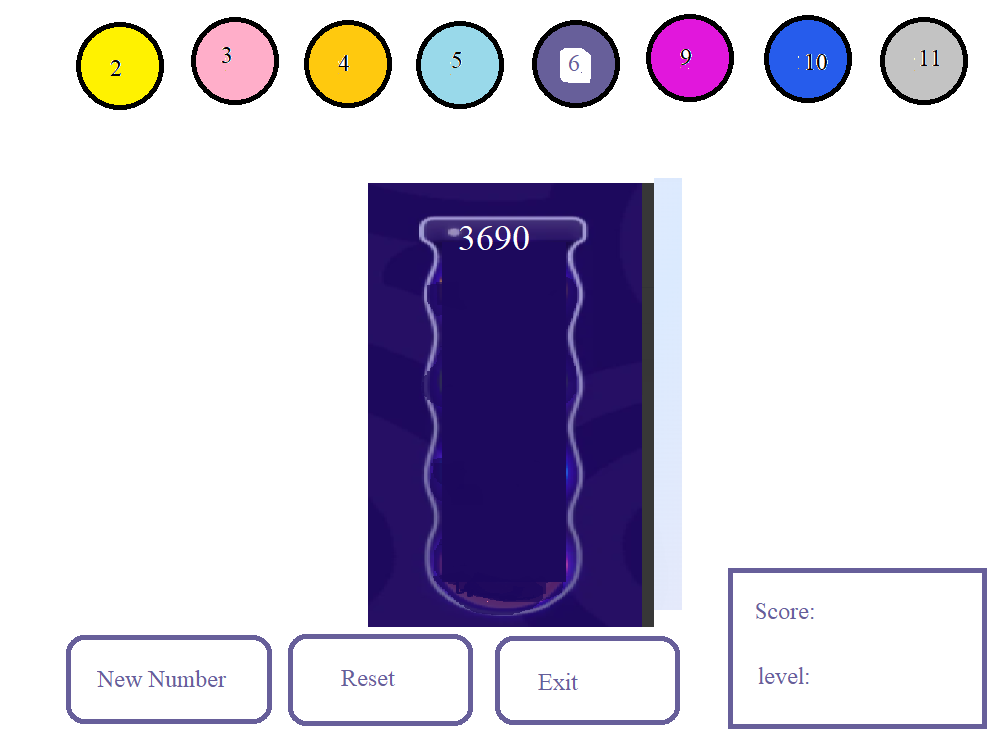 2 3 4 5 6 9 10 11
3690
Score:
New Number Reset Exit
level: